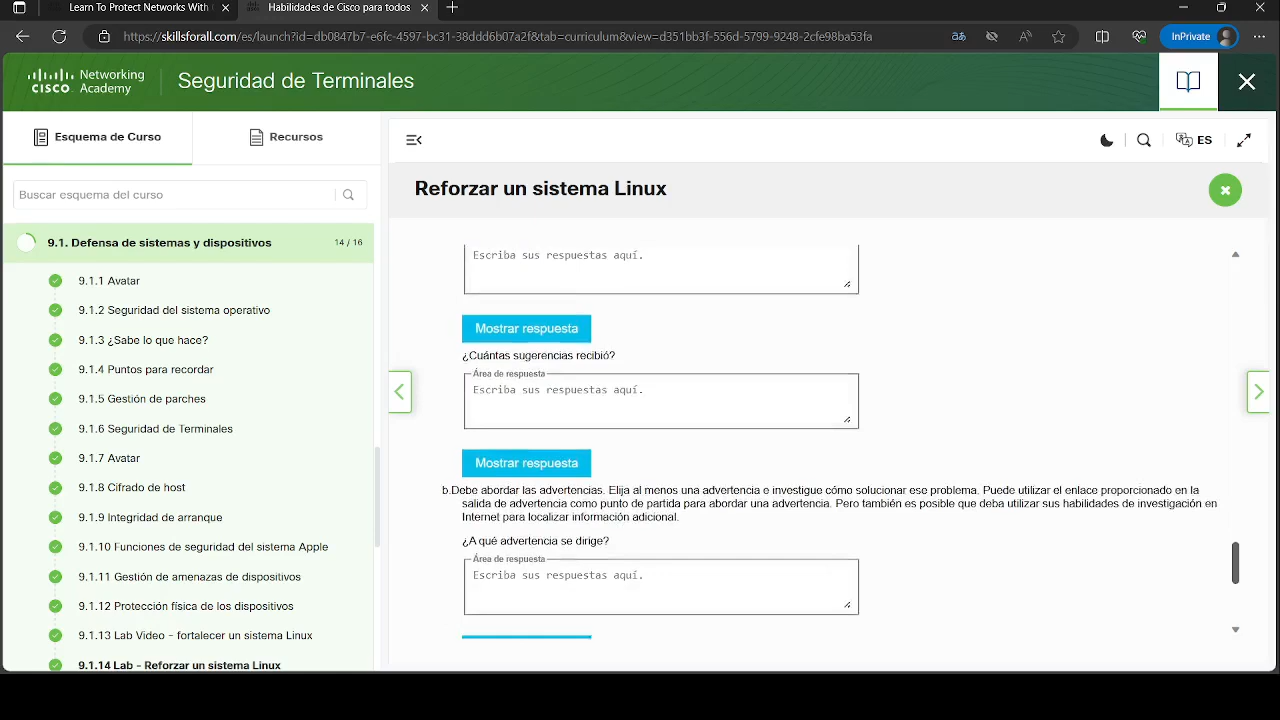 Learn To Protect Networks With
Habilidades de Cisco para todos
https://skillsforall.com/es/launch?id=db0847b7-e6fc-4597-bc31-38ddd6b07a2f&tab=curriculum&view=d351bb3f-556d-5799-9248-2cfe98ba53fa
InPrivate
Networking
CISCO Academy
Seguridad de Terminales
Esquema de Curso
Recursos
ES
Buscar esquema del curso
Reforzar un sistema Linux
9.1. Defensa de sistemas y dispositivos
14 / 16
9.1.1 Avatar
9.1.2 Seguridad del sistema operativo
9.1.3 ¿Sabe lo que hace?
9.1.4 Puntos para recordar
9.1.5 Gestión de parches
9.1.6 Seguridad de Terminales
9.1.7 Avatar
9.1.8 Cifrado de host
9.1.9 Integridad de arranque
9.1.10 Funciones de seguridad del sistema Apple
9.1.11 Gestión de amenazas de dispositivos
9.1.12 Protección física de los dispositivos
9.1.13 Lab Video - fortalecer un sistema Linux
9.1.14 Lab - Reforzar un sistema Linux
Escriba sus respuestas aquí.
Mostrar respuesta
¿Cuántas sugerencias recibió?
Área de respuesta
Escriba sus respuestas aquí.
Mostrar respuesta
b.Debe abordar las advertencias. Elija al menos una advertencia e investigue cómo solucionar ese problema. Puede utilizar el enlace proporcionado en la
salida de advertencia como punto de partida para abordar una advertencia. Pero también es posible que deba utilizar sus habilidades de investigación en
Internet para localizar información adicional.
¿A qué advertencia se dirige?
Área de respuesta
Escriba sus respuestas aquí.